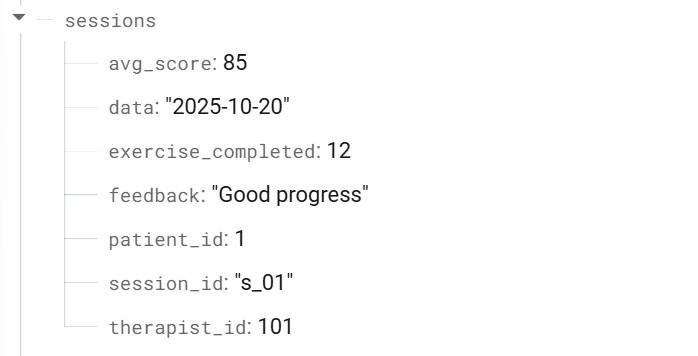 sessions
avg_score: 85
data: "2025-10-20"
exercise_completed: 12
feedback: "Good progress"
patient_id: 1
session_id: "s_01"
therapist_id: 101